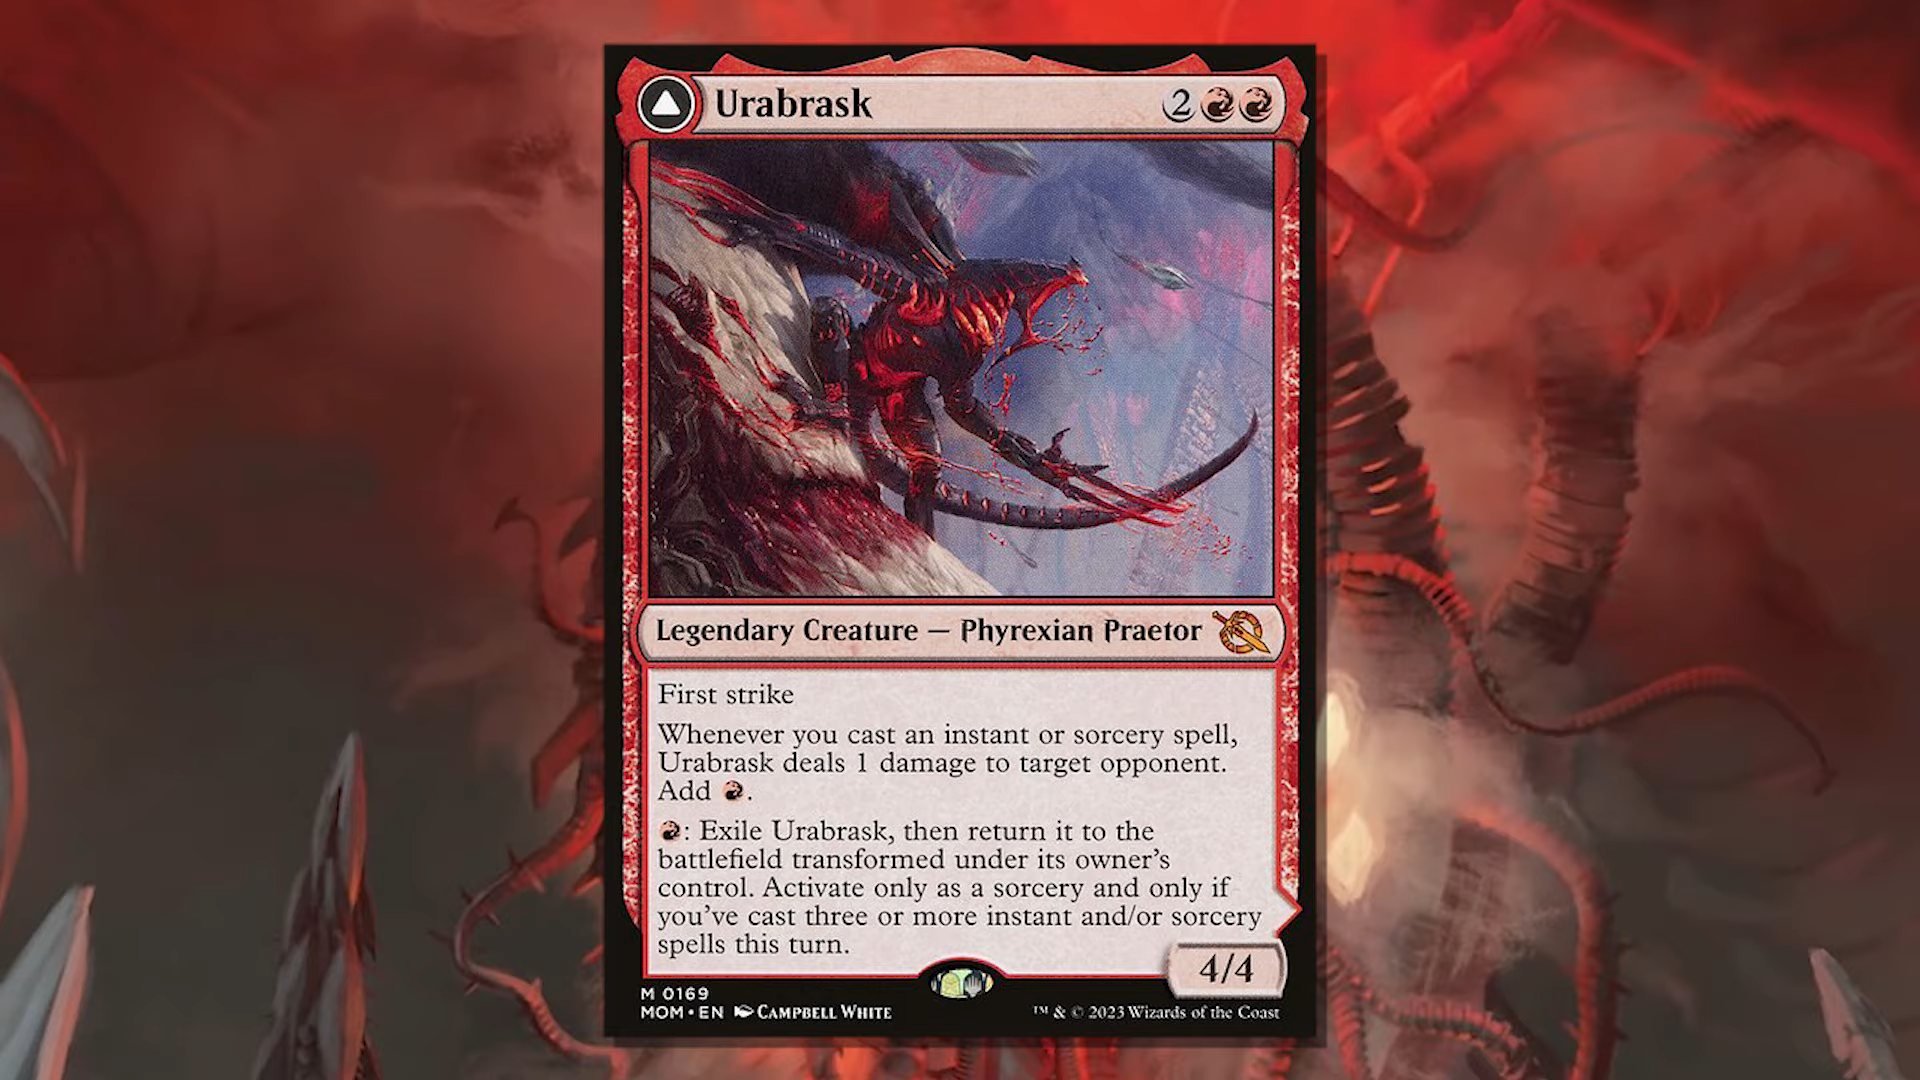 Urabrask 2
Legendary Creature — Phyrexian Praetor
First strike
Whenever you cast an instant or sorcery spell,
Urabrask deals 1 damage to target opponent.
Add .
: Exile Urabrask, then return it to the
battlefield transformed under its owner's
control. Activate only as a sorcery and only if
you've cast three or more instant and/or sorcery
spells this turn.
4/4
M 0169
MOM • EN CAMPBELL WHITE
™ & © 2023 Wizards of the Coast